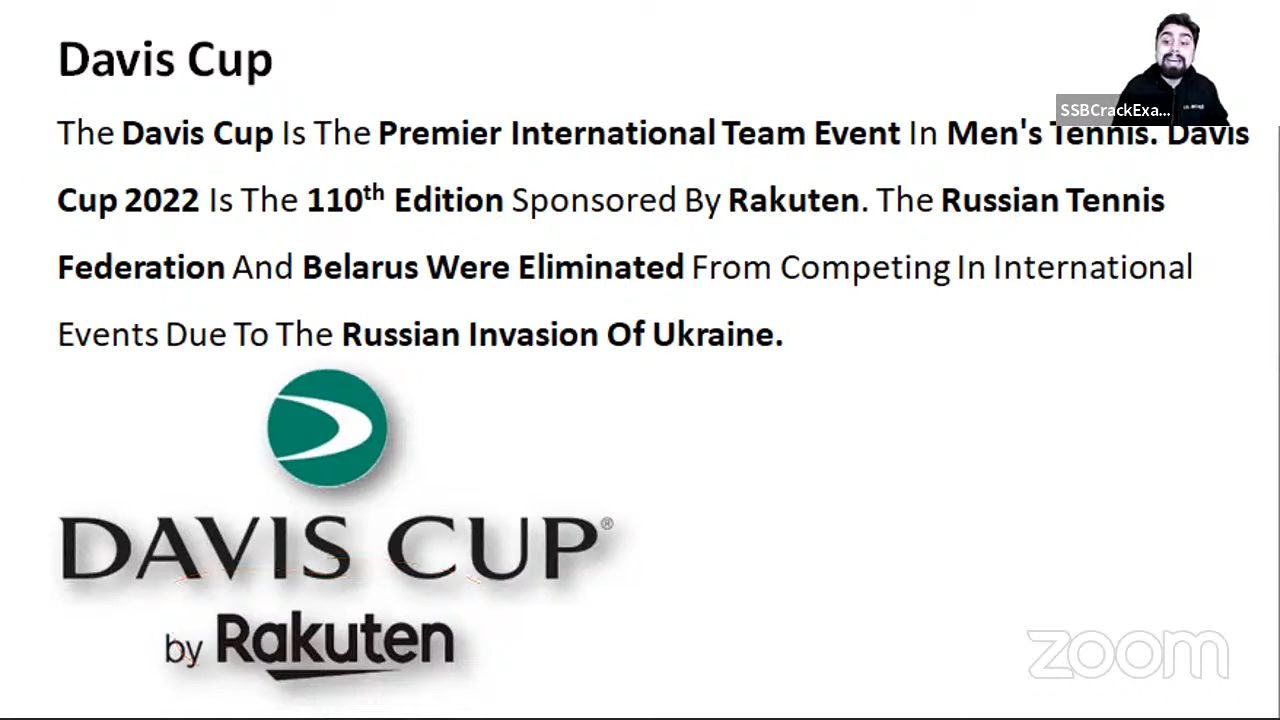 Davis Cup
SSBCrackExa...
The Davis Cup Is The Premier International Team Event In Men's Tennis. Davis
Cup 2022 Is The 110th Edition Sponsored By Rakuten. The Russian Tennis
Federation And Belarus Were Eliminated From Competing In International
Events Due To The Russian Invasion Of Ukraine.
DAVIS CUP®
by Rakuten
zoom